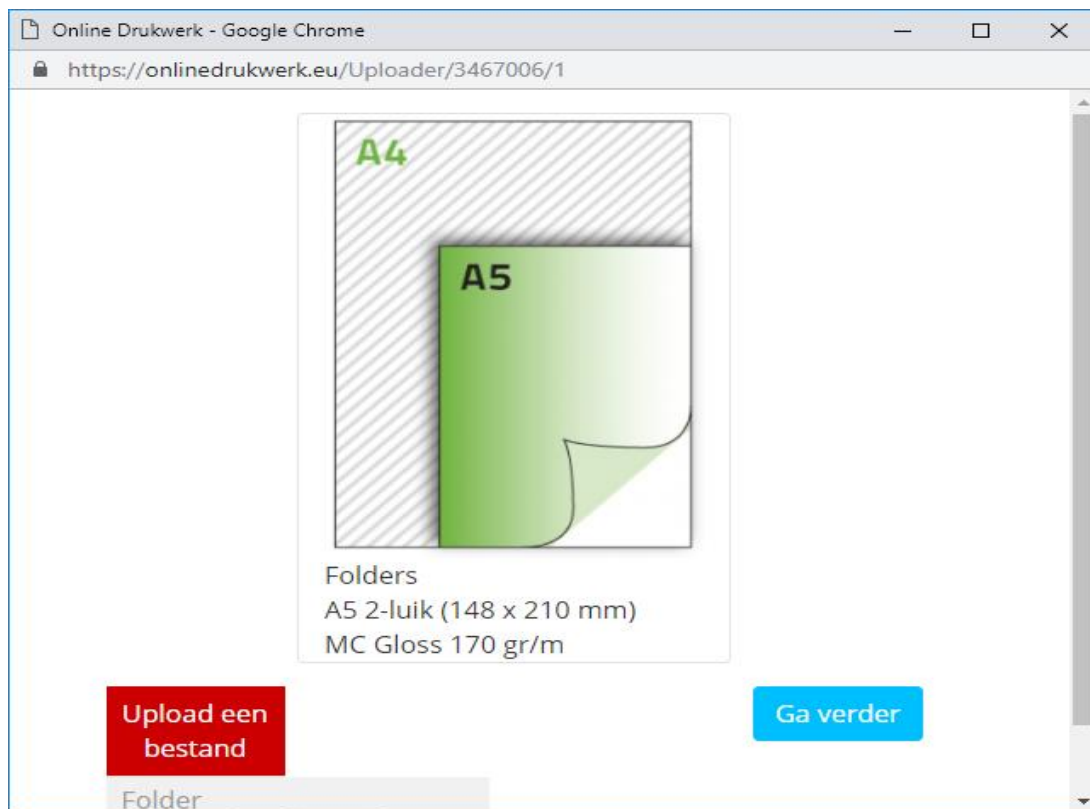 Online Drukwerk - Google Chrome
https://onlinedrukwerk.eu/Uploader/3467006/1
A4
A5
Folders
A5 2-luik (148 x 210 mm)
MC Gloss 170 gr/m
Upload een
bestand
Ga verder
Folder